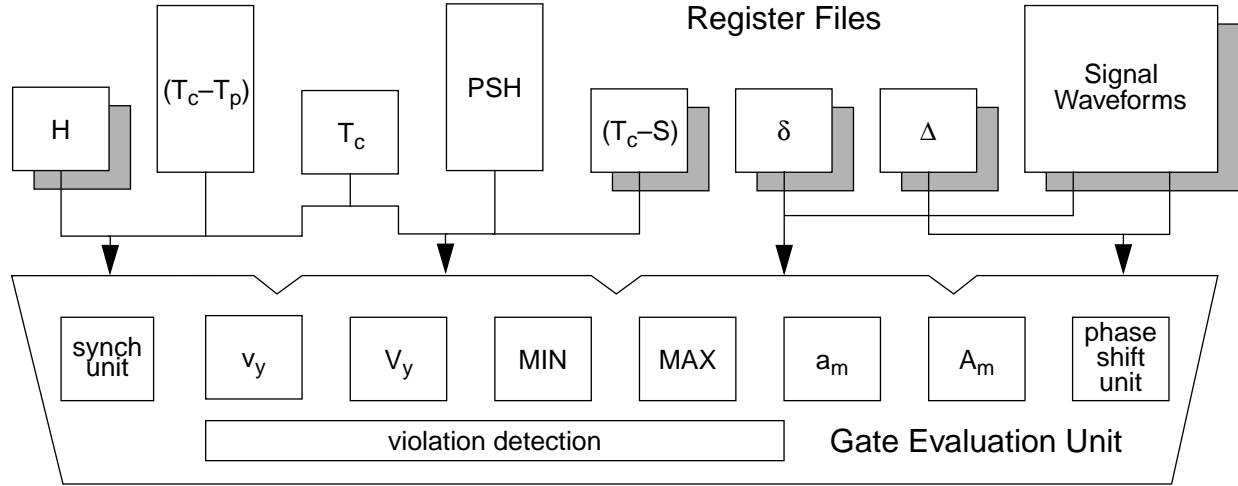 Register Files
H
(Tc–Tp)
Tc
PSH
(Tc–S)
δ
Δ
Signal
Waveforms
synch
unit
vy
Vy
MIN
MAX
am
Am
phase
shift
unit
violation detection
Gate Evaluation Unit